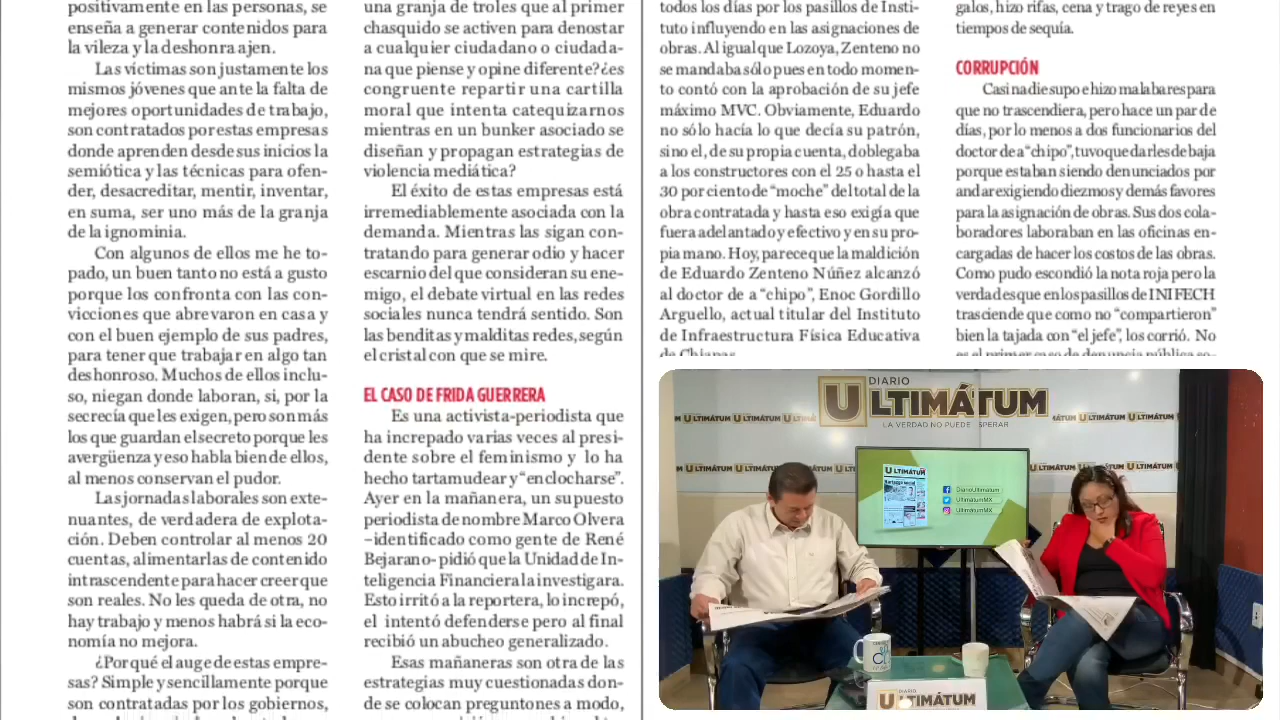 positivamente en las personas, se
enseña a generar contenidos para
la vileza y la deshonra ajen.
Las víctimas son justamente los
mismos jóvenes que ante la falta de
mejores oportunidades de trabajo,
son contratados por estas empresas
donde aprenden desde sus inicios la
semiótica y las técnicas para ofen-
der, desacreditar, mentir, inventar,
en suma, ser uno más de la granja
de la ignominia.
Con algunos de ellos me he to-
pado, un buen tanto no está a gusto
porque los confronta con las con-
vicciones que abrevaron en casa y
con el buen ejemplo de sus padres,
para tener que trabajar en algo tan
deshonroso. Muchos de ellos inclu-
so, niegan donde laboran, si, por la
secrecía que les exigen, pero son más
los que guardan el secreto porque les
avergüenza y eso habla bien de ellos,
al menos conservan el pudor.
Las jornadas laborales son exte-
nuantes, de verdadera de explota-
ción. Deben controlar al menos 20
cuentas, alimentarlas de contenido
intrascendente para hacer creer que
son reales. No les queda de otra, no
hay trabajo y menos habrá si la eco-
nomía no mejora.
¿Por qué el auge de estas empre-
sas? Simple y sencillamente porque
son contratadas por los gobiernos,
una granja de troles que al primer
chasquido se activen para denostar
a cualquier ciudadano o ciudada-
na que piense y opine diferente? ¿es
congruente repartir una cartilla
moral que intenta catequizarnos
mientras en un bunker asociado se
diseñan y propagan estrategias de
violencia mediática?
El éxito de estas empresas está
irremediablemente asociada con la
demanda. Mientras las sigan con-
tratando para generar odio y hacer
escarnio del que consideran su ene-
migo, el debate virtual en las redes
sociales nunca tendrá sentido. Son
las benditas y malditas redes, según
el cristal con que se mire.
EL CASO DE FRIDA GUERRERA
Es una activista-periodista que
ha increpado varias veces al presi-
dente sobre el feminismo y lo ha
hecho tartamudear y "enclocharse".
Ayer en la mañanera, un supuesto
periodista de nombre Marco Olvera
–identificado como gente de René
Bejarano- pidió que la Unidad de In-
teligencia Financiera la investigara.
Esto irritó a la reportera, lo increpó,
el intentó defenderse pero al final
recibió un abucheo generalizado.
Esas mañaneras son otra de las
estrategias muy cuestionadas don-
de se colocan preguntones a modo,
todos los días por los pasillos de Insti-
tuto influyendo en las asignaciones de
obras. Al igual que Lozoya, Zenteno no
se mandaba sólo pues en todo momen-
to contó con la aprobación de su jefe
máximo MVC. Obviamente, Eduardo
no sólo hacía lo que decía su patrón,
sino el, de su propia cuenta, doblegaba
a los constructores con el 25 o hasta el
30 por ciento de "moche" del total de la
obra contratada y hasta eso exigía que
fuera adelantado y efectivo y en su pro-
pia mano. Hoy, parece que la maldición
de Eduardo Zenteno Núñez alcanzó
al doctor de a "chipo", Enoc Gordillo
Arguello, actual titular del Instituto
de Infraestructura Física Educativa
de Chiapas
galos, hizo rifas, cena y trago de reyes en
tiempos de sequía.
CORRUPCIÓN
Casi nadie supo e hizo malabares para
que no trascendiera, pero hace un par de
días, por lo menos a dos funcionarios del
doctor de a "chipo", tuvo que darles de baja
porque estaban siendo denunciados por
andar exigiendo diezmos y demás favores
para la asignación de obras. Sus dos cola-
boradores laboraban en las oficinas en-
cargadas de hacer los costos de las obras.
Como pudo escondió la nota roja pero la
verdad es que en los pasillos de INIFECH
trasciende que como no "compartieron"
bien la tajada con "el jefe", los corrió. No
es el primer caso de denuncia pública so-
DIARIO
ULTIMÁTUM
LA VERDAD NO PUEDE ESPERAR
ULTIMÁTUM ULTIMÁTUM
ULTIMÁTUM ULTIMÁTUM
ULTIMÁTUM ULTIMÁTUM
ULTIMÁTUM ULTIMÁTUM
ULTIMÁTUM
DiarioUltimatum
UltimatumMX
UltimatumMX
DIARIO
ULTIMÁTUM